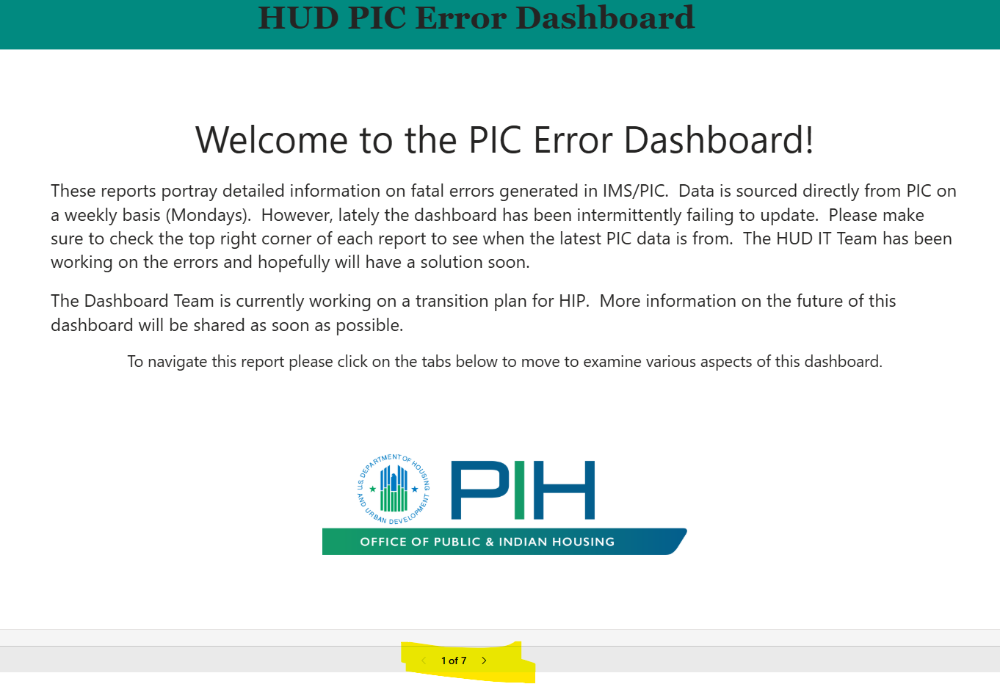 HUD PIC Error Dashboard
Welcome to the PIC Error Dashboard!
These reports portray detailed information on fatal errors generated in IMS/PIC.  Data is sourced directly from PIC on
a weekly basis (Mondays).  However, lately the dashboard has been intermittently failing to update.  Please make
sure to check the top right corner of each report to see when the latest PIC data is from.  The HUD IT Team has been
working on the errors and hopefully will have a solution soon.
The Dashboard Team is currently working on a transition plan for HIP.  More information on the future of this
dashboard will be shared as soon as possible.
To navigate this report please click on the tabs below to move to examine various aspects of this dashboard.
U.S. DEPARTMENT OF HOUSING AND URBAN DEVELOPMENT
PIH
OFFICE OF PUBLIC & INDIAN HOUSING
1 of 7